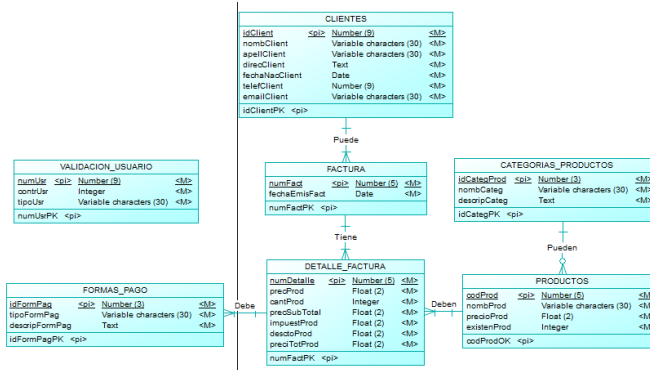 CLIENTES
idClient <pi> Number (9) <M>
nombClient Variable characters (30) <M>
apellClient Variable characters (30) <M>
direcClient Text <M>
fechaNacClient Date <M>
telefClient Number (9) <M>
emailClient Variable characters (30) <M>
idClientPK <pi>
Puede
VALIDACION_USUARIO
numUsr <pi> Number (9) <M>
contrUsr Integer <M>
tipoUsr Variable characters (30) <M>
numUsrPK <pi>
FACTURA
numFact <pi> Number (5) <M>
fechaEmisFact Date <M>
numFactPK <pi>
CATEGORIAS_PRODUCTOS
idCategProd <pi> Number (3) <M>
nombCateg Variable characters (30) <M>
descripCateg Text <M>
idCategPK <pi>
Tiene
Pueden
FORMAS_PAGO
idFormPag <pi> Number (3) <M>
tipoFormPag Variable characters (30) <M>
descripFormPag Text <M>
idFormPagPK <pi>
Debe
DETALLE_FACTURA
numDetalle <pi> Number (5) <M>
precProd Float (2) <M>
cantProd Integer <M>
precSubTotal Float (2) <M>
impuestProd Float (2) <M>
desctoProd Float (2) <M>
preciTotProd Float (2) <M>
numFactPK <pi>
Deben
PRODUCTOS
codProd <pi> Number (5) <M>
nombProd Variable characters (30) <M>
precioProd Float (2) <M>
existenProd Integer <M>
codProdOK <pi>